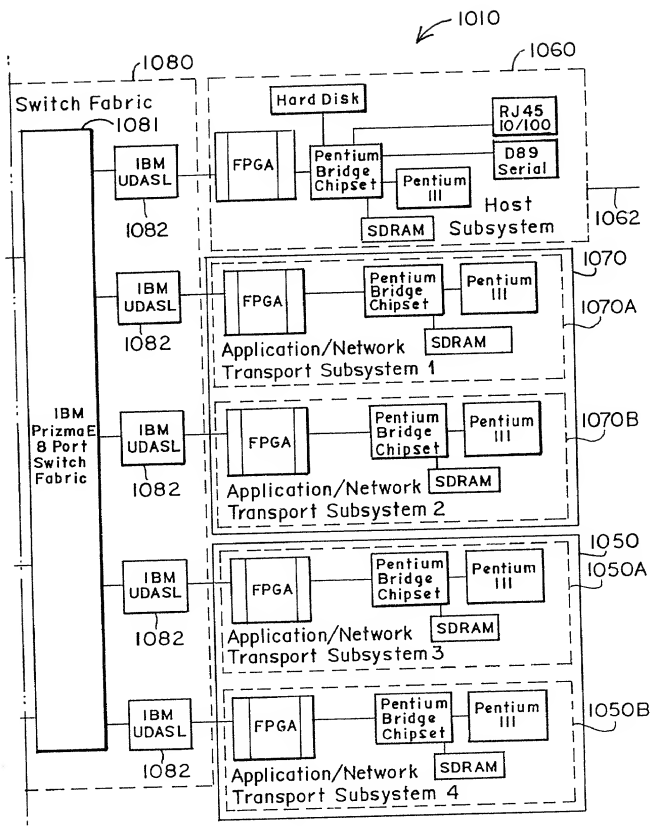 1010
1080
1060
Switch Fabric
1081
Hard Disk
RJ45
10/100
D89
Serial
IBM
UDASL
FPGA
Pentium
Bridge
Chipset
Pentium
III
Host
Subsystem
SDRAM
1082
1062
1070
IBM
UDASL
FPGA
Pentium
Bridge
Chipset
Pentium
III
1070A
1082
SDRAM
Application/Network
Transport Subsystem 1
IBM
PrizmaE
8 Port
Switch
Fabric
IBM
UDASL
FPGA
Pentium
Bridge
Chipset
Pentium
III
1070B
1082
SDRAM
Application/Network
Transport Subsystem 2
1050
IBM
UDASL
FPGA
Pentium
Bridge
Chipset
Pentium
III
1050A
1082
SDRAM
Application/Network
Transport Subsystem 3
IBM
UDASL
FPGA
Pentium
Bridge
Chipset
Pentium
III
1050B
1082
SDRAM
Application/Network
Transport Subsystem 4